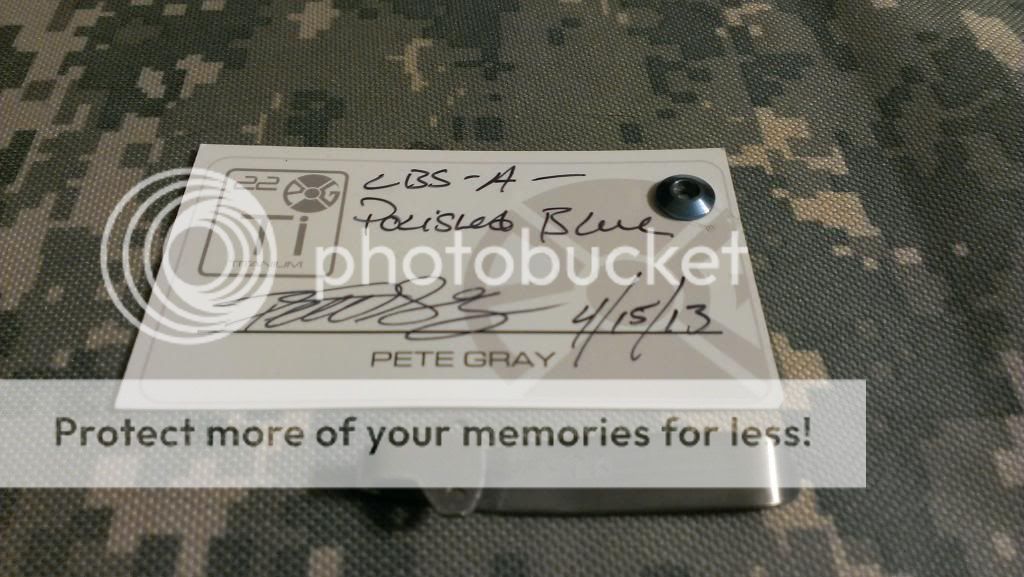 22
G
Ti
TITANIUM
LBS-A —
Polished Blue
photobucket
4/15/13
PETE GRAY
Protect more of your memories for less!